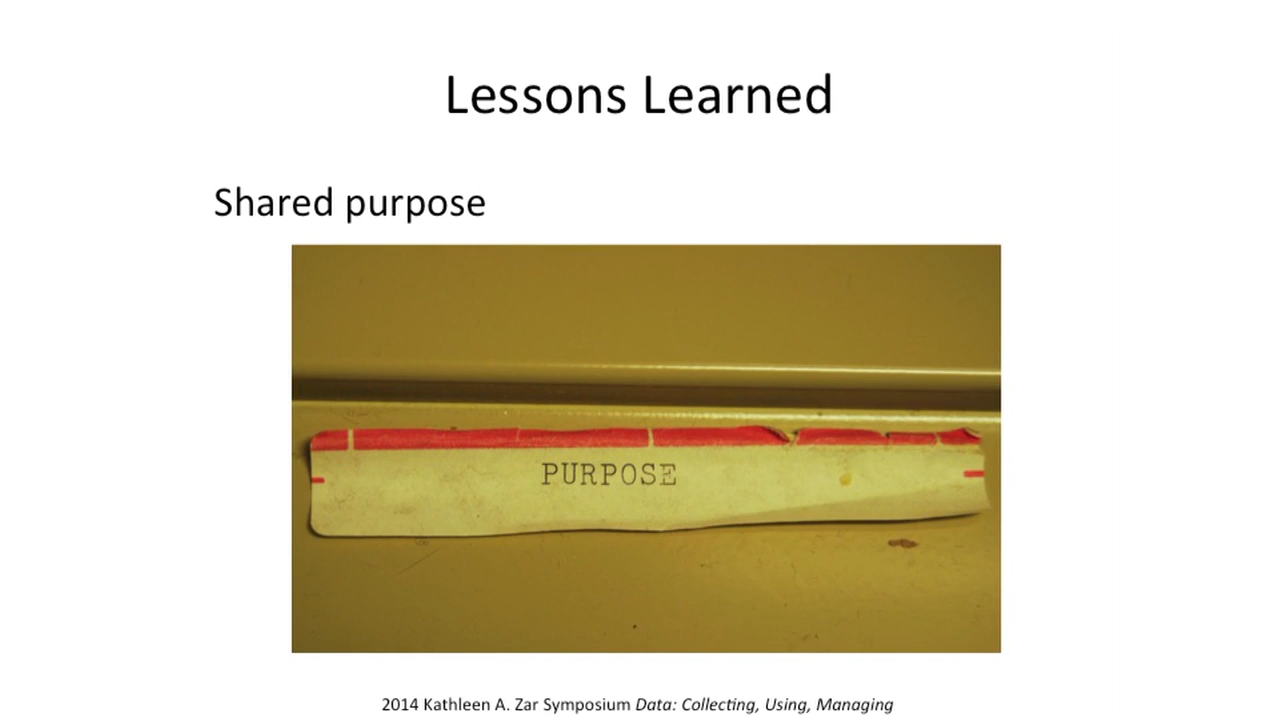 Lessons Learned
Shared purpose
PURPOSE
2014 Kathleen A. Zar Symposium Data: Collecting, Using, Managing